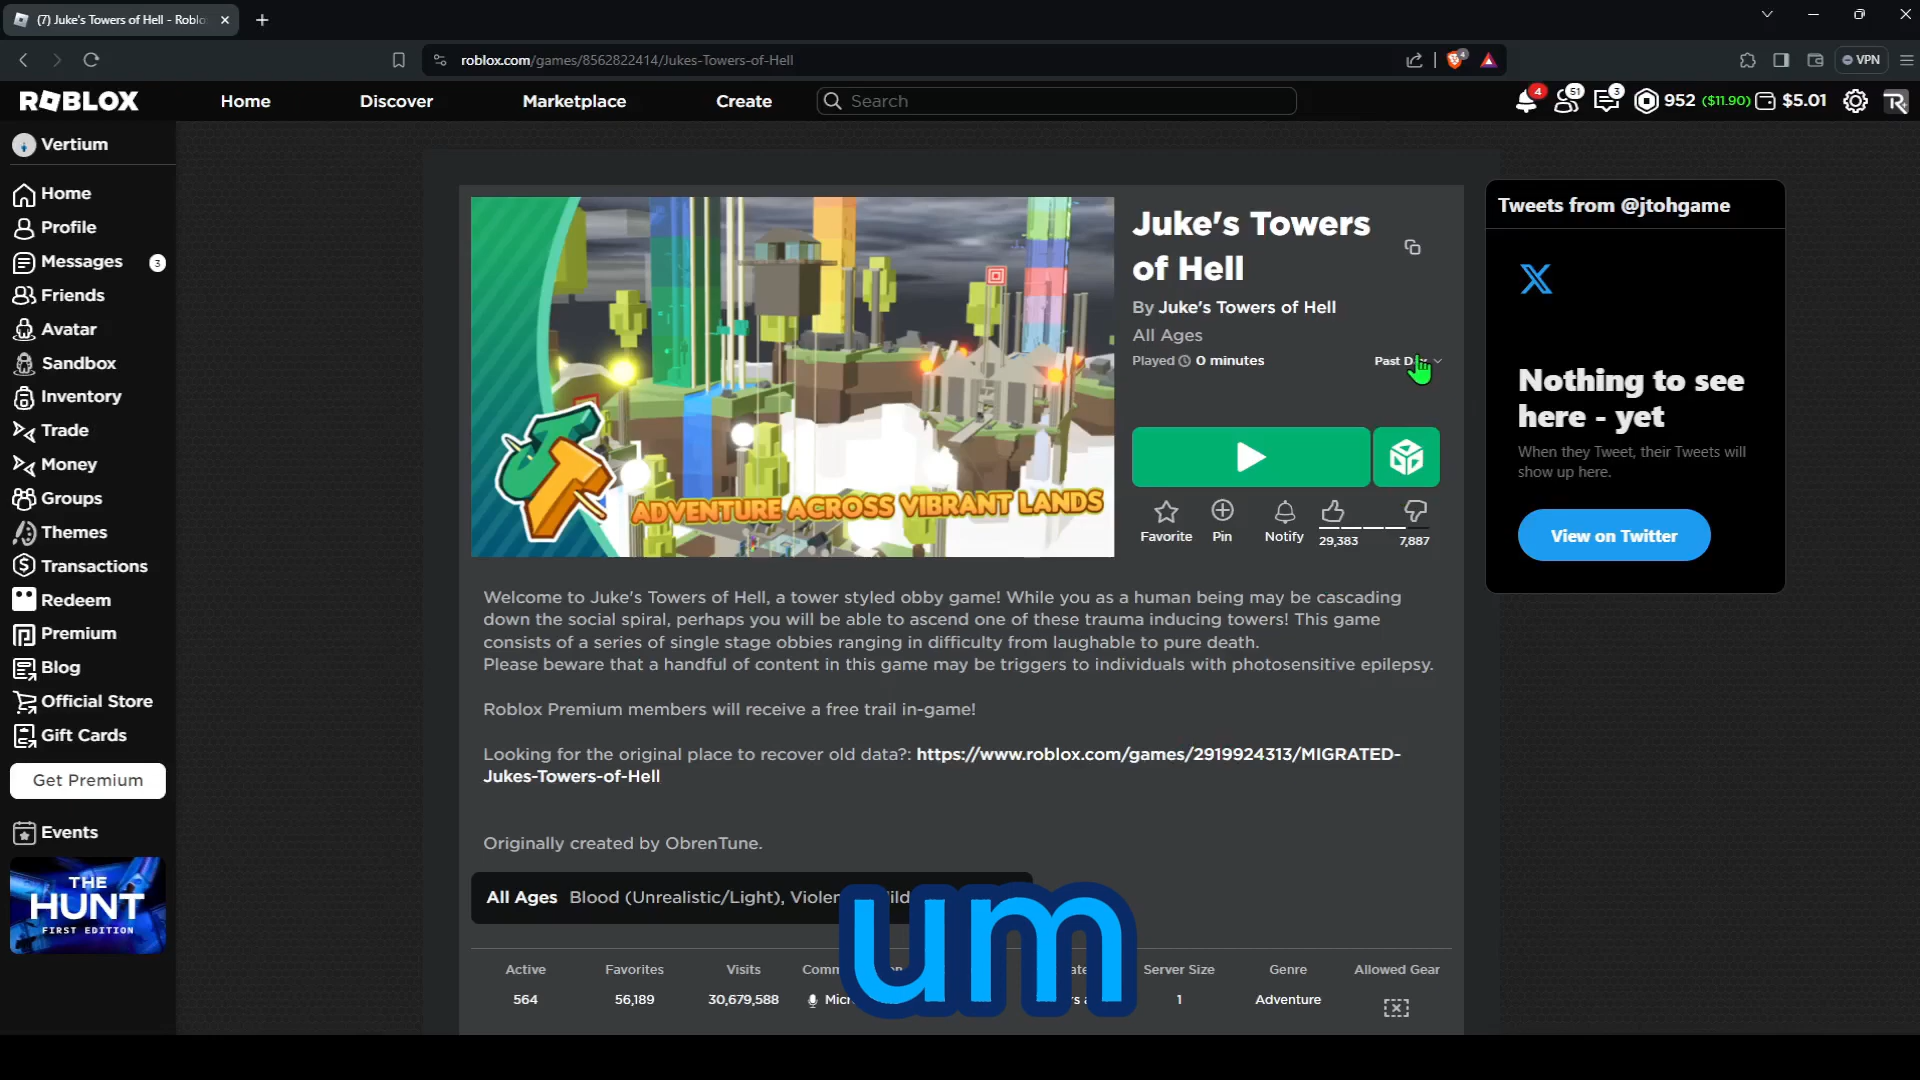 (7) Juke's Towers of Hell - Roblo
roblox.com/games/8562822414/Jukes-Towers-of-Hell
VPN
ROBLOX
Home
Discover
Marketplace
Create
Search
4
51
3
952 ($11.90)
$5.01
Vertium
Home
Profile
Messages
3
Friends
Avatar
Sandbox
Inventory
Trade
Money
Groups
Themes
Transactions
Redeem
Premium
Blog
Official Store
Gift Cards
Get Premium
Events
THE
HUNT
FIRST EDITION
ADVENTURE ACROSS VIBRANT LANDS
Juke's Towers
of Hell
By Juke's Towers of Hell
All Ages
Played 0 minutes
Past
Favorite
Pin
Notify
29,383
7,887
Welcome to Juke's Towers of Hell, a tower styled obby game! While you as a human being may be cascading
down the social spiral, perhaps you will be able to ascend one of these trauma inducing towers! This game
consists of a series of single stage obbies ranging in difficulty from laughable to pure death.
Please beware that a handful of content in this game may be triggers to individuals with photosensitive epilepsy.
Roblox Premium members will receive a free trail in-game!
Looking for the original place to recover old data?: https://www.roblox.com/games/2919924313/MIGRATED-
Jukes-Towers-of-Hell
Originally created by ObrenTune.
All Ages Blood (Unrealistic/Light),
um
Active
Favorites
Visits
Server Size
Genre
Allowed Gear
564
56,189
30,679,588
1
Adventure
Tweets from @jtohgame
Nothing to see
here - yet
When they Tweet, their Tweets will
show up here.
View on Twitter